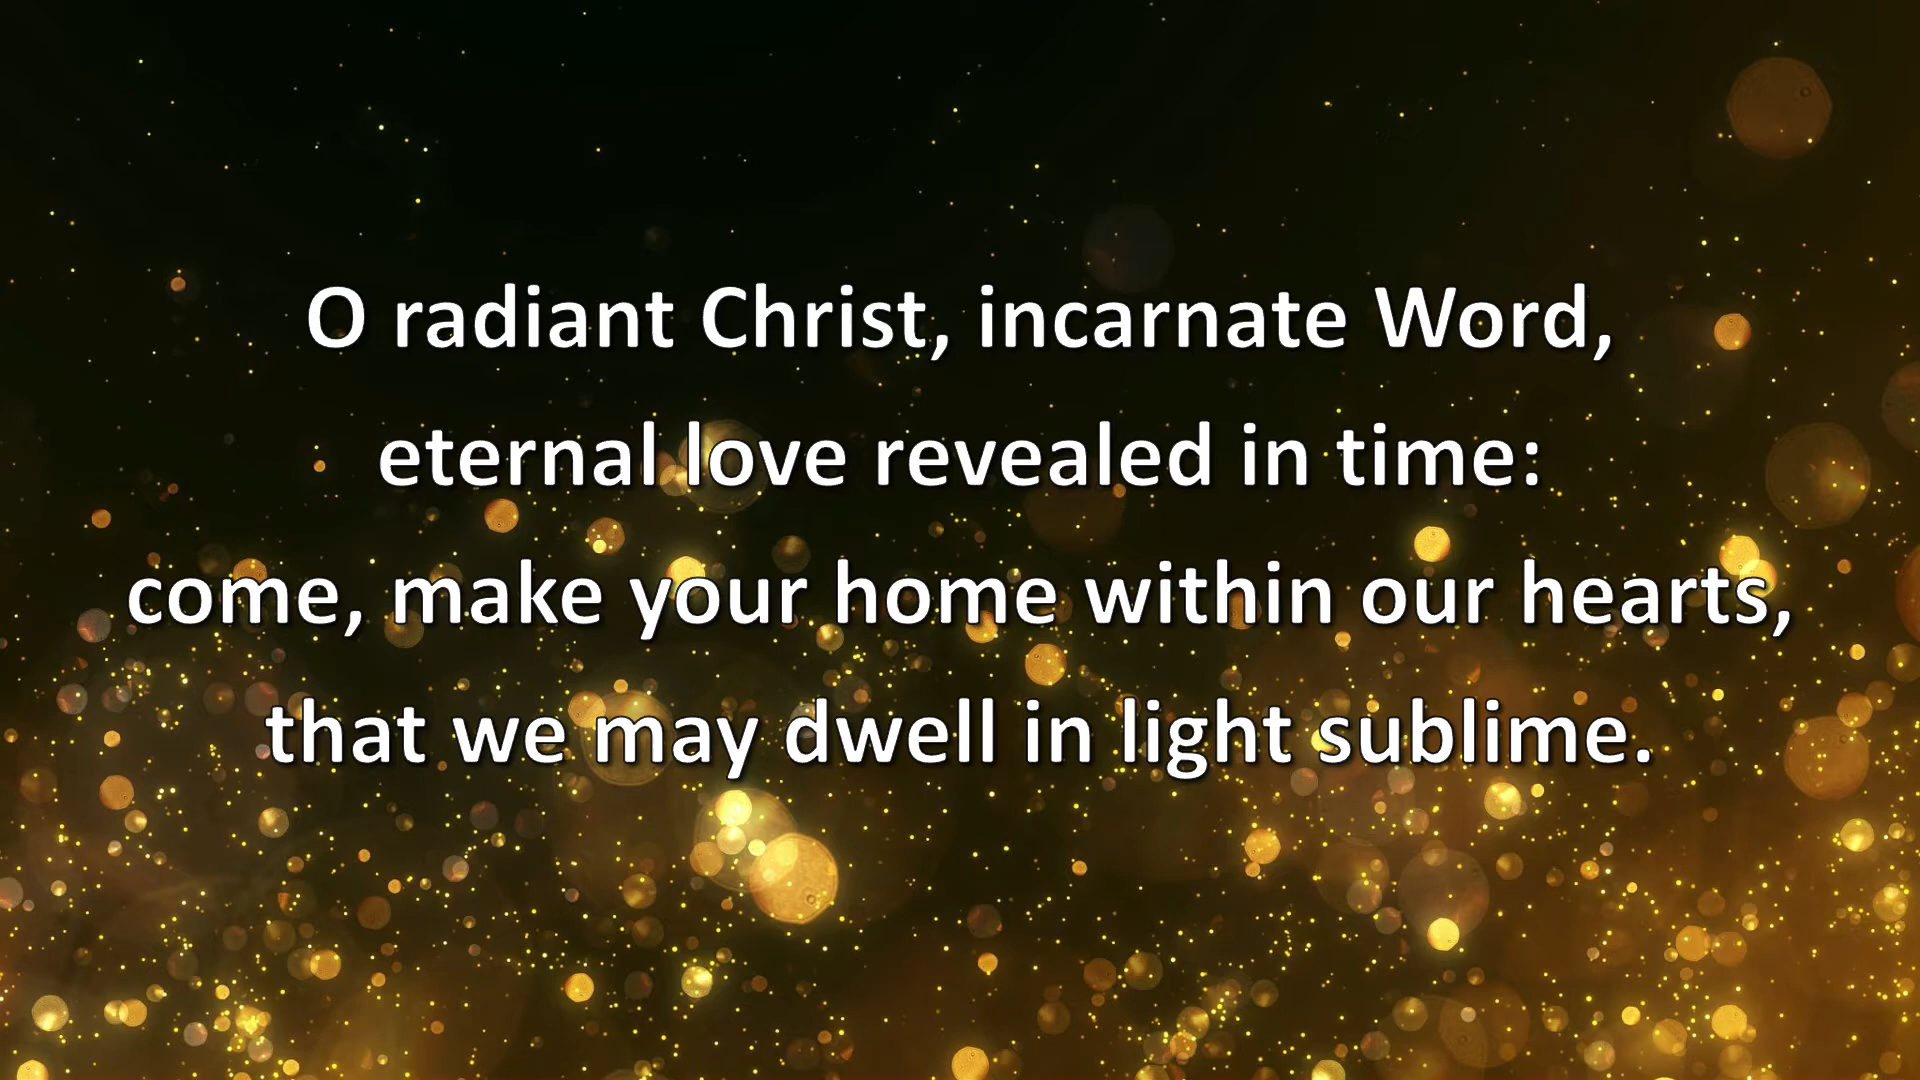 O radiant Christ, incarnate Word,
eternal love revealed in time:
come, make your home within our hearts,
that we may dwell in light sublime.